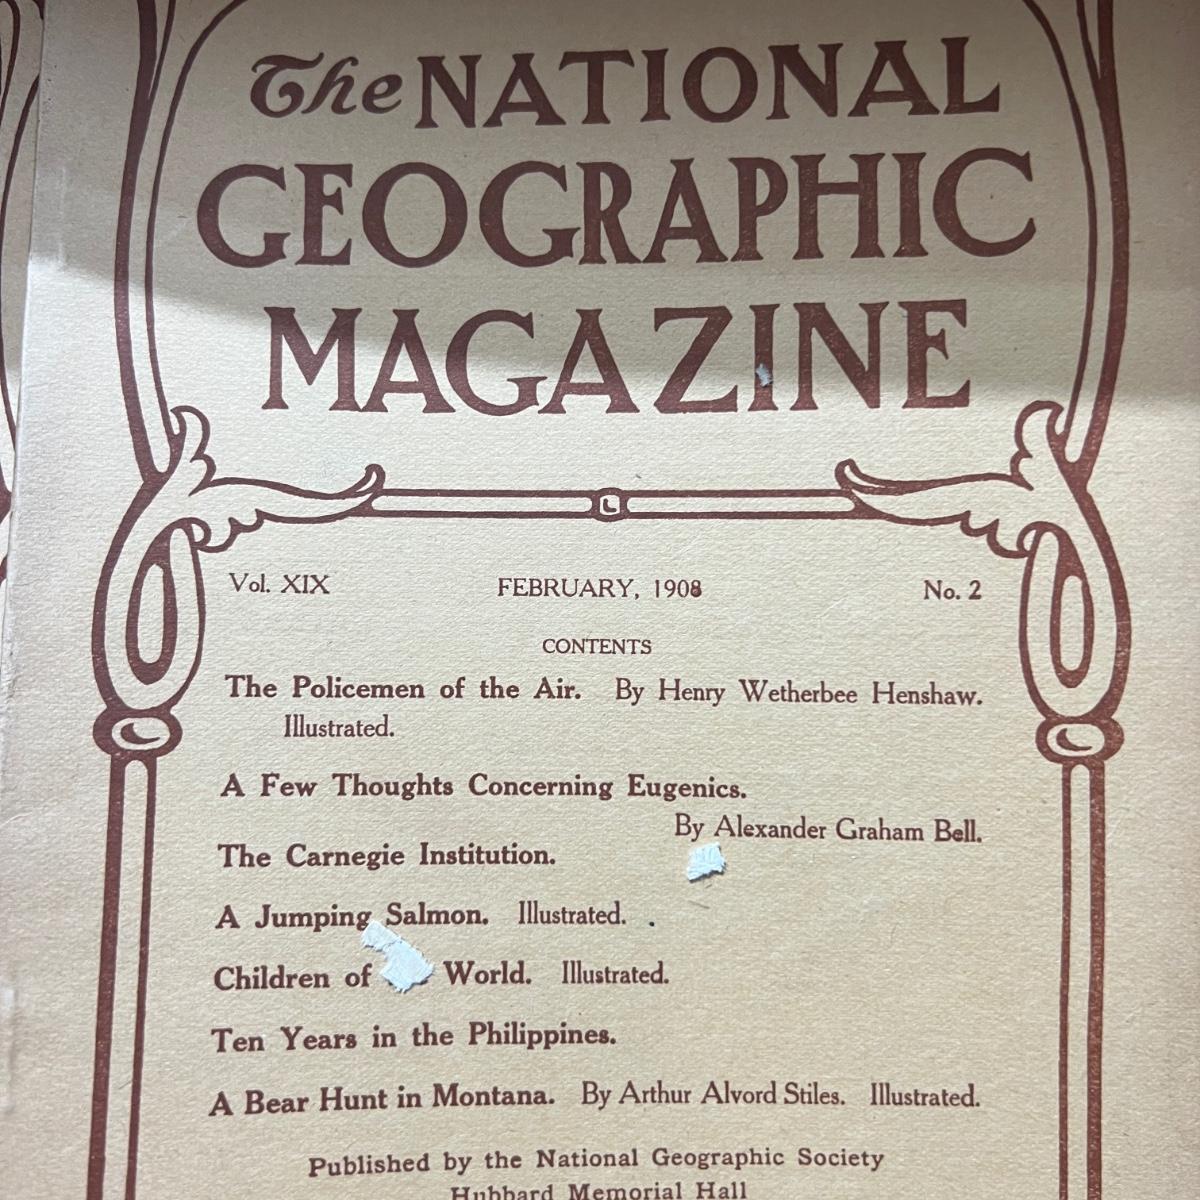 The NATIONAL
GEOGRAPHIC
MAGAZINE
Vol. XIX FEBRUARY, 1908 No. 2
CONTENTS
The Policemen of the Air. By Henry Wetherbee Henshaw.
Illustrated.
A Few Thoughts Concerning Eugenics.
By Alexander Graham Bell.
The Carnegie Institution.
A Jumping Salmon. Illustrated.
Children of World. Illustrated.
Ten Years in the Philippines.
A Bear Hunt in Montana. By Arthur Alvord Stiles. Illustrated.
Published by the National Geographic Society
Hubbard Memorial Hall